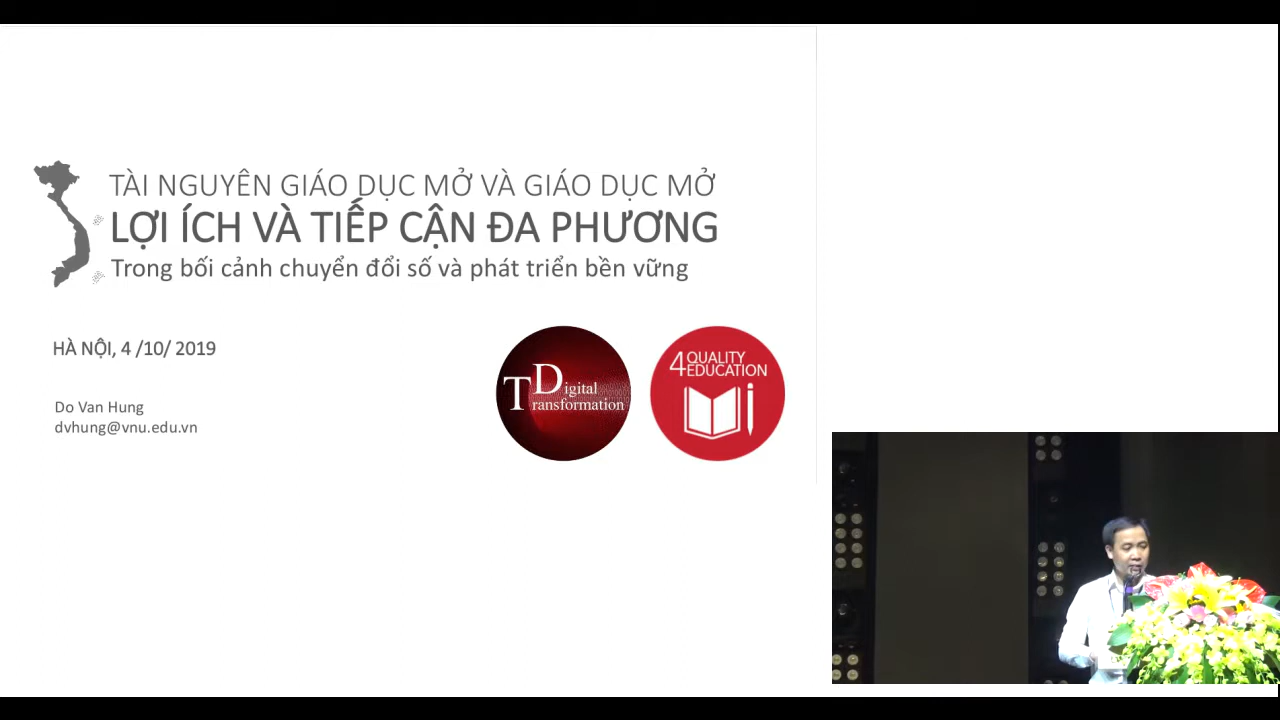 TÀI NGUYÊN GIÁO DỤC MỞ VÀ GIÁO DỤC MỞ
LỢI ÍCH VÀ TIẾP CẬN ĐA PHƯƠNG
Trong bối cảnh chuyển đổi số và phát triển bền vững
HÀ NỘI, 4 /10/ 2019
Do Van Hung
dvhung@vnu.edu.vn
Digital
Transformation
4 QUALITY
EDUCATION